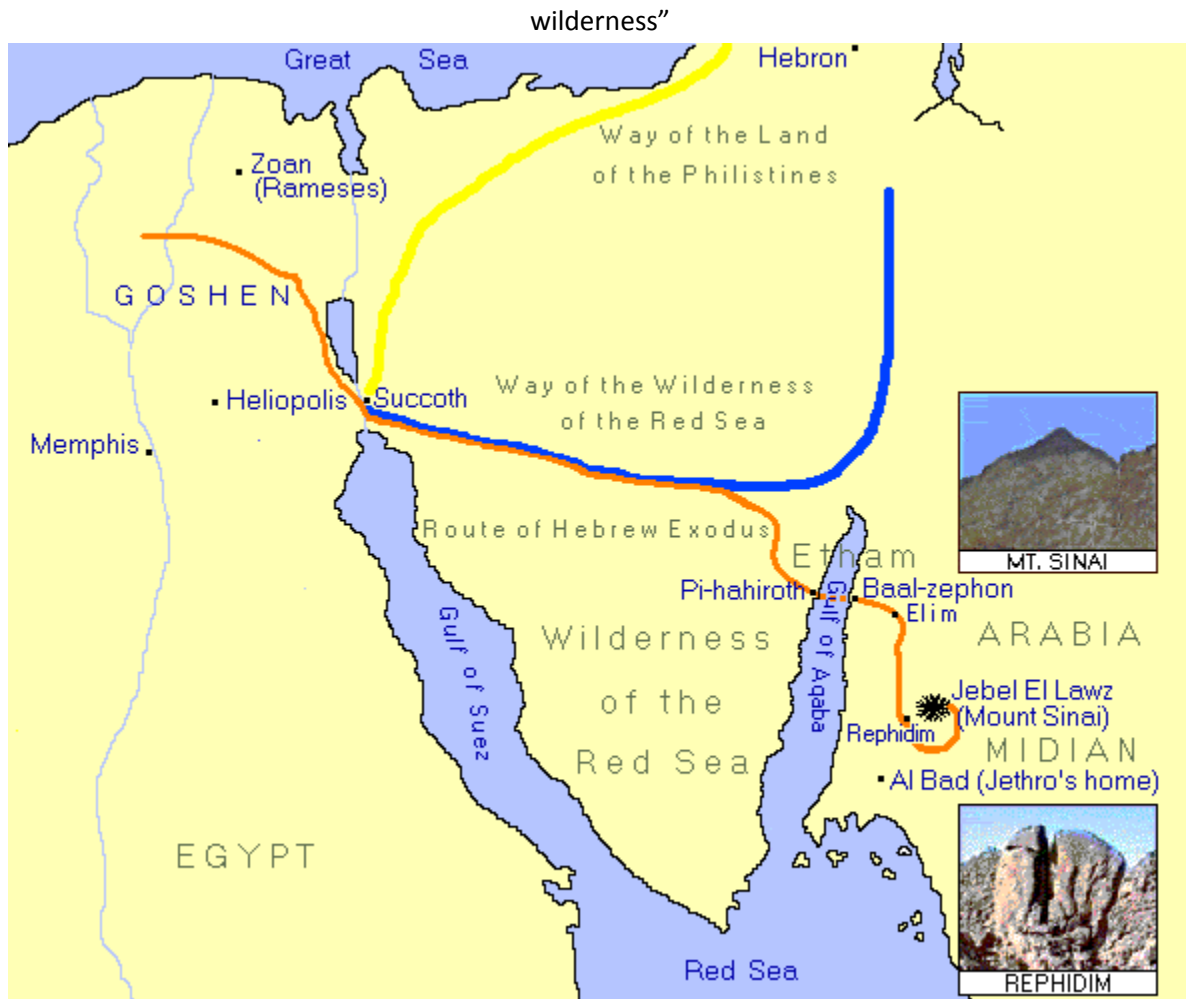 wilderness”
Great Sea
Hebron
Way of the Land
of the Philistines
Zoan
(Rameses)
GOSHEN
Way of the Wilderness
of the Red Sea
Heliopolis
Succoth
Memphis
Route of Hebrew Exodus
Etham
MT. SINAI
Pi-hahiroth
Baal-zephon
Elim
Gulf of Suez
Gulf of Aqaba
Wilderness
of the
Red Sea
ARABIA
Jebel El Lawz
(Mount Sinai)
Rephidim
MIDIAN
Al Bad (Jethro's home)
EGYPT
Red Sea
REPHIDIM